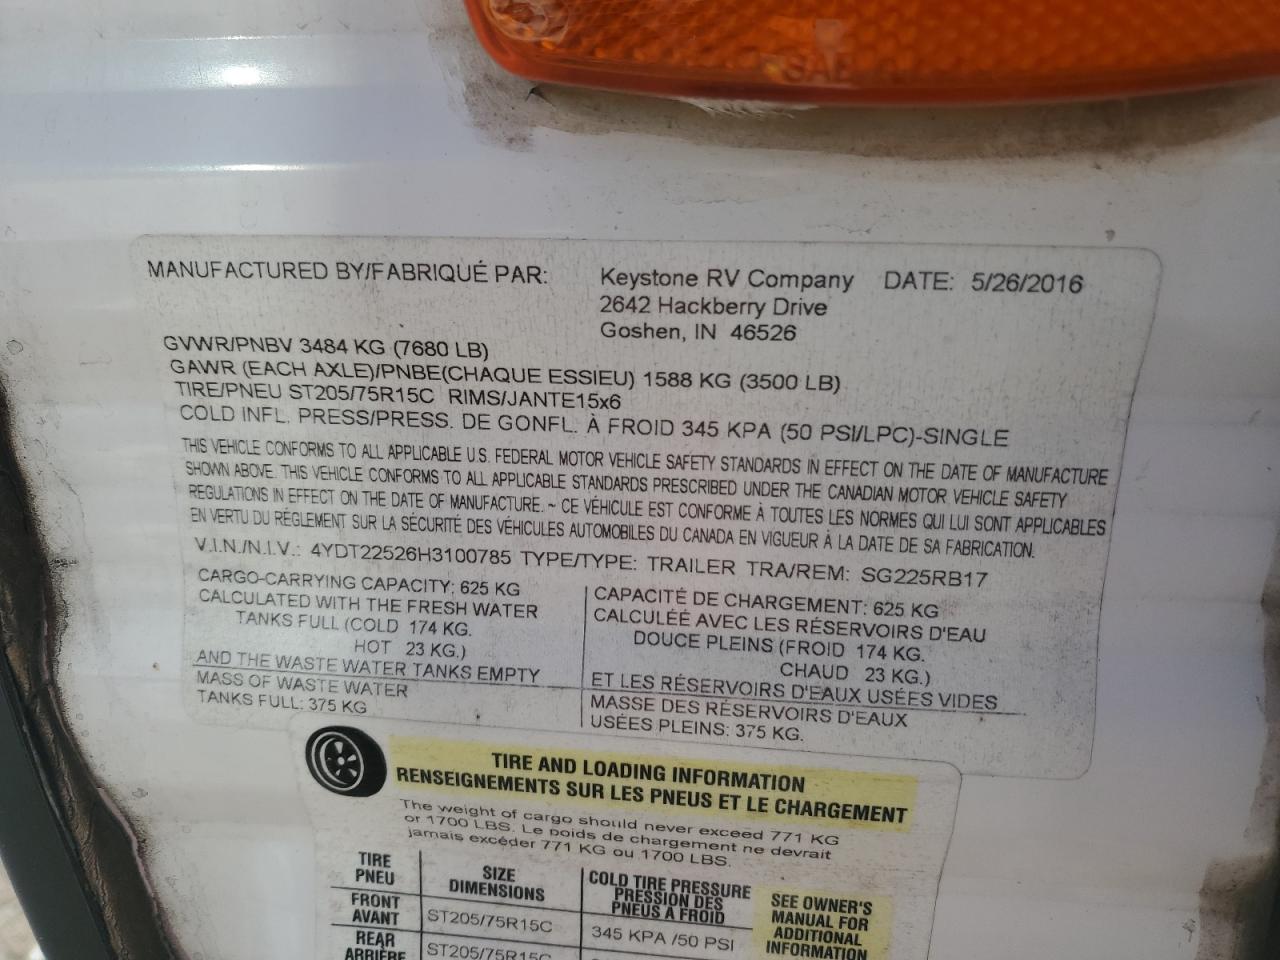 SAE
MANUFACTURED BY/FABRIQUÉ PAR: Keystone RV Company DATE: 5/26/2016
2642 Hackberry Drive
Goshen, IN 46526
GVWR/PNBV 3484 KG (7680 LB)
GAWR (EACH AXLE)/PNBE(CHAQUE ESSIEU) 1588 KG (3500 LB)
TIRE/PNEU ST205/75R15C RIMS/JANTE15x6
COLD INFL. PRESS/PRESS. DE GONFL. À FROID 345 KPA (50 PSI/LPC)-SINGLE
THIS VEHICLE CONFORMS TO ALL APPLICABLE U.S. FEDERAL MOTOR VEHICLE SAFETY STANDARDS IN EFFECT ON THE DATE OF MANUFACTURE
SHOWN ABOVE. THIS VEHICLE CONFORMS TO ALL APPLICABLE STANDARDS PRESCRIBED UNDER THE CANADIAN MOTOR VEHICLE SAFETY
REGULATIONS IN EFFECT ON THE DATE OF MANUFACTURE. ~ CE VÉHICULE EST CONFORME À TOUTES LES NORMES QUI LUI SONT APPLICABLES
EN VERTU DU RÉGLEMENT SUR LA SÉCURITÉ DES VÉHICULES AUTOMOBILES DU CANADA EN VIGUEUR À LA DATE DE SA FABRICATION.
V.I.N./N.I.V.: 4YDT22526H3100785 TYPE/TYPE: TRAILER TRA/REM: SG225RB17
CARGO-CARRYING CAPACITY: 625 KG
CALCULATED WITH THE FRESH WATER
TANKS FULL (COLD 174 KG.
HOT 23 KG.)
AND THE WASTE WATER TANKS EMPTY
MASS OF WASTE WATER
TANKS FULL: 375 KG
CAPACITÉ DE CHARGEMENT: 625 KG
CALCULÉE AVEC LES RÉSERVOIRS D'EAU
DOUCE PLEINS (FROID 174 KG.
CHAUD 23 KG.)
ET LES RÉSERVOIRS D'EAUX USÉES VIDES
MASSE DES RÉSERVOIRS D'EAUX
USÉES PLEINS: 375 KG.
TIRE AND LOADING INFORMATION
RENSEIGNEMENTS SUR LES PNEUS ET LE CHARGEMENT
The weight of cargo should never exceed 771 KG
or 1700 LBS. Le poids de chargement ne devrait
jamais excéder 771 KG ou 1700 LBS.
TIRE
PNEU
SIZE
DIMENSIONS
COLD TIRE PRESSURE
PRESSION DES
PNEUS A FROID
SEE OWNER'S
MANUAL FOR
ADDITIONAL
INFORMATION
FRONT
AVANT
ST205/75R15C
345 KPA /50 PSI
REAR
ARRIÈRE
ST205/75R15C